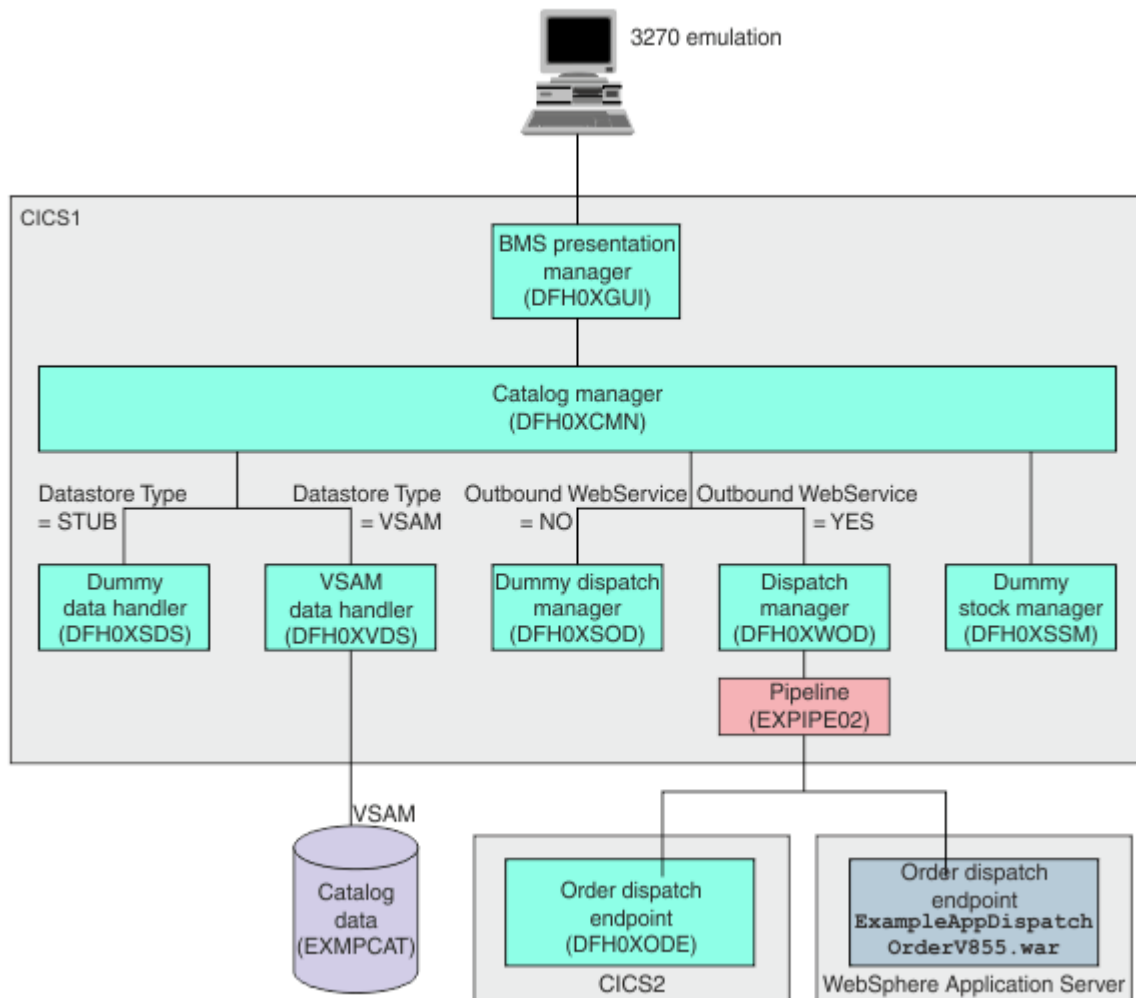 3270 emulation
CICS1
BMS presentation
manager
(DFH0XGUI)
Catalog manager
(DFH0XCMN)
Datastore Type
= STUB
Datastore Type
= VSAM
Outbound WebService
= NO
Outbound WebService
= YES
Dummy
data handler
(DFH0XSDS)
VSAM
data handler
(DFH0XVDS)
Dummy dispatch
manager
(DFH0XSOD)
Dispatch
manager
(DFH0XWOD)
Dummy
stock manager
(DFH0XSSM)
Pipeline
(EXPIPE02)
VSAM
Catalog
data
(EXMPCAT)
Order dispatch
endpoint
(DFH0XODE)
CICS2
Order dispatch
endpoint
ExampleAppDispatch
OrderV855.war
WebSphere Application Server